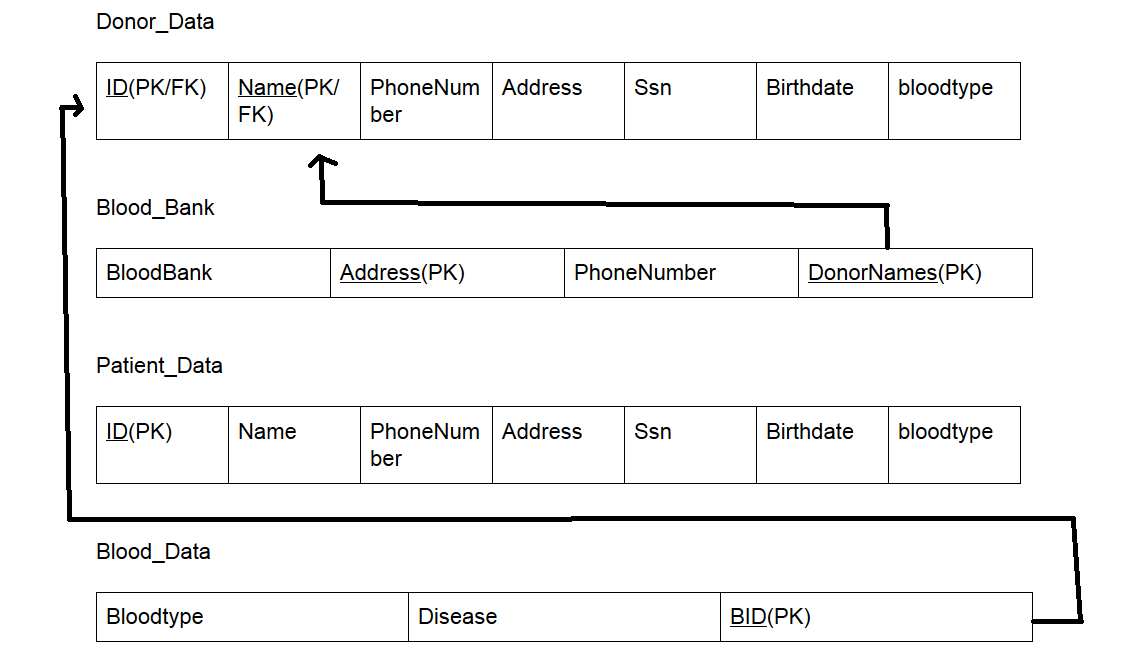 Donor_Data
ID(PK/FK) Name(PK/ PhoneNum Address Ssn Birthdate bloodtype
FK) ber
Blood_Bank
BloodBank Address(PK) PhoneNumber DonorNames(PK)
Patient_Data
ID(PK) Name PhoneNum Address Ssn Birthdate bloodtype
ber
Blood_Data
Bloodtype Disease BID(PK)